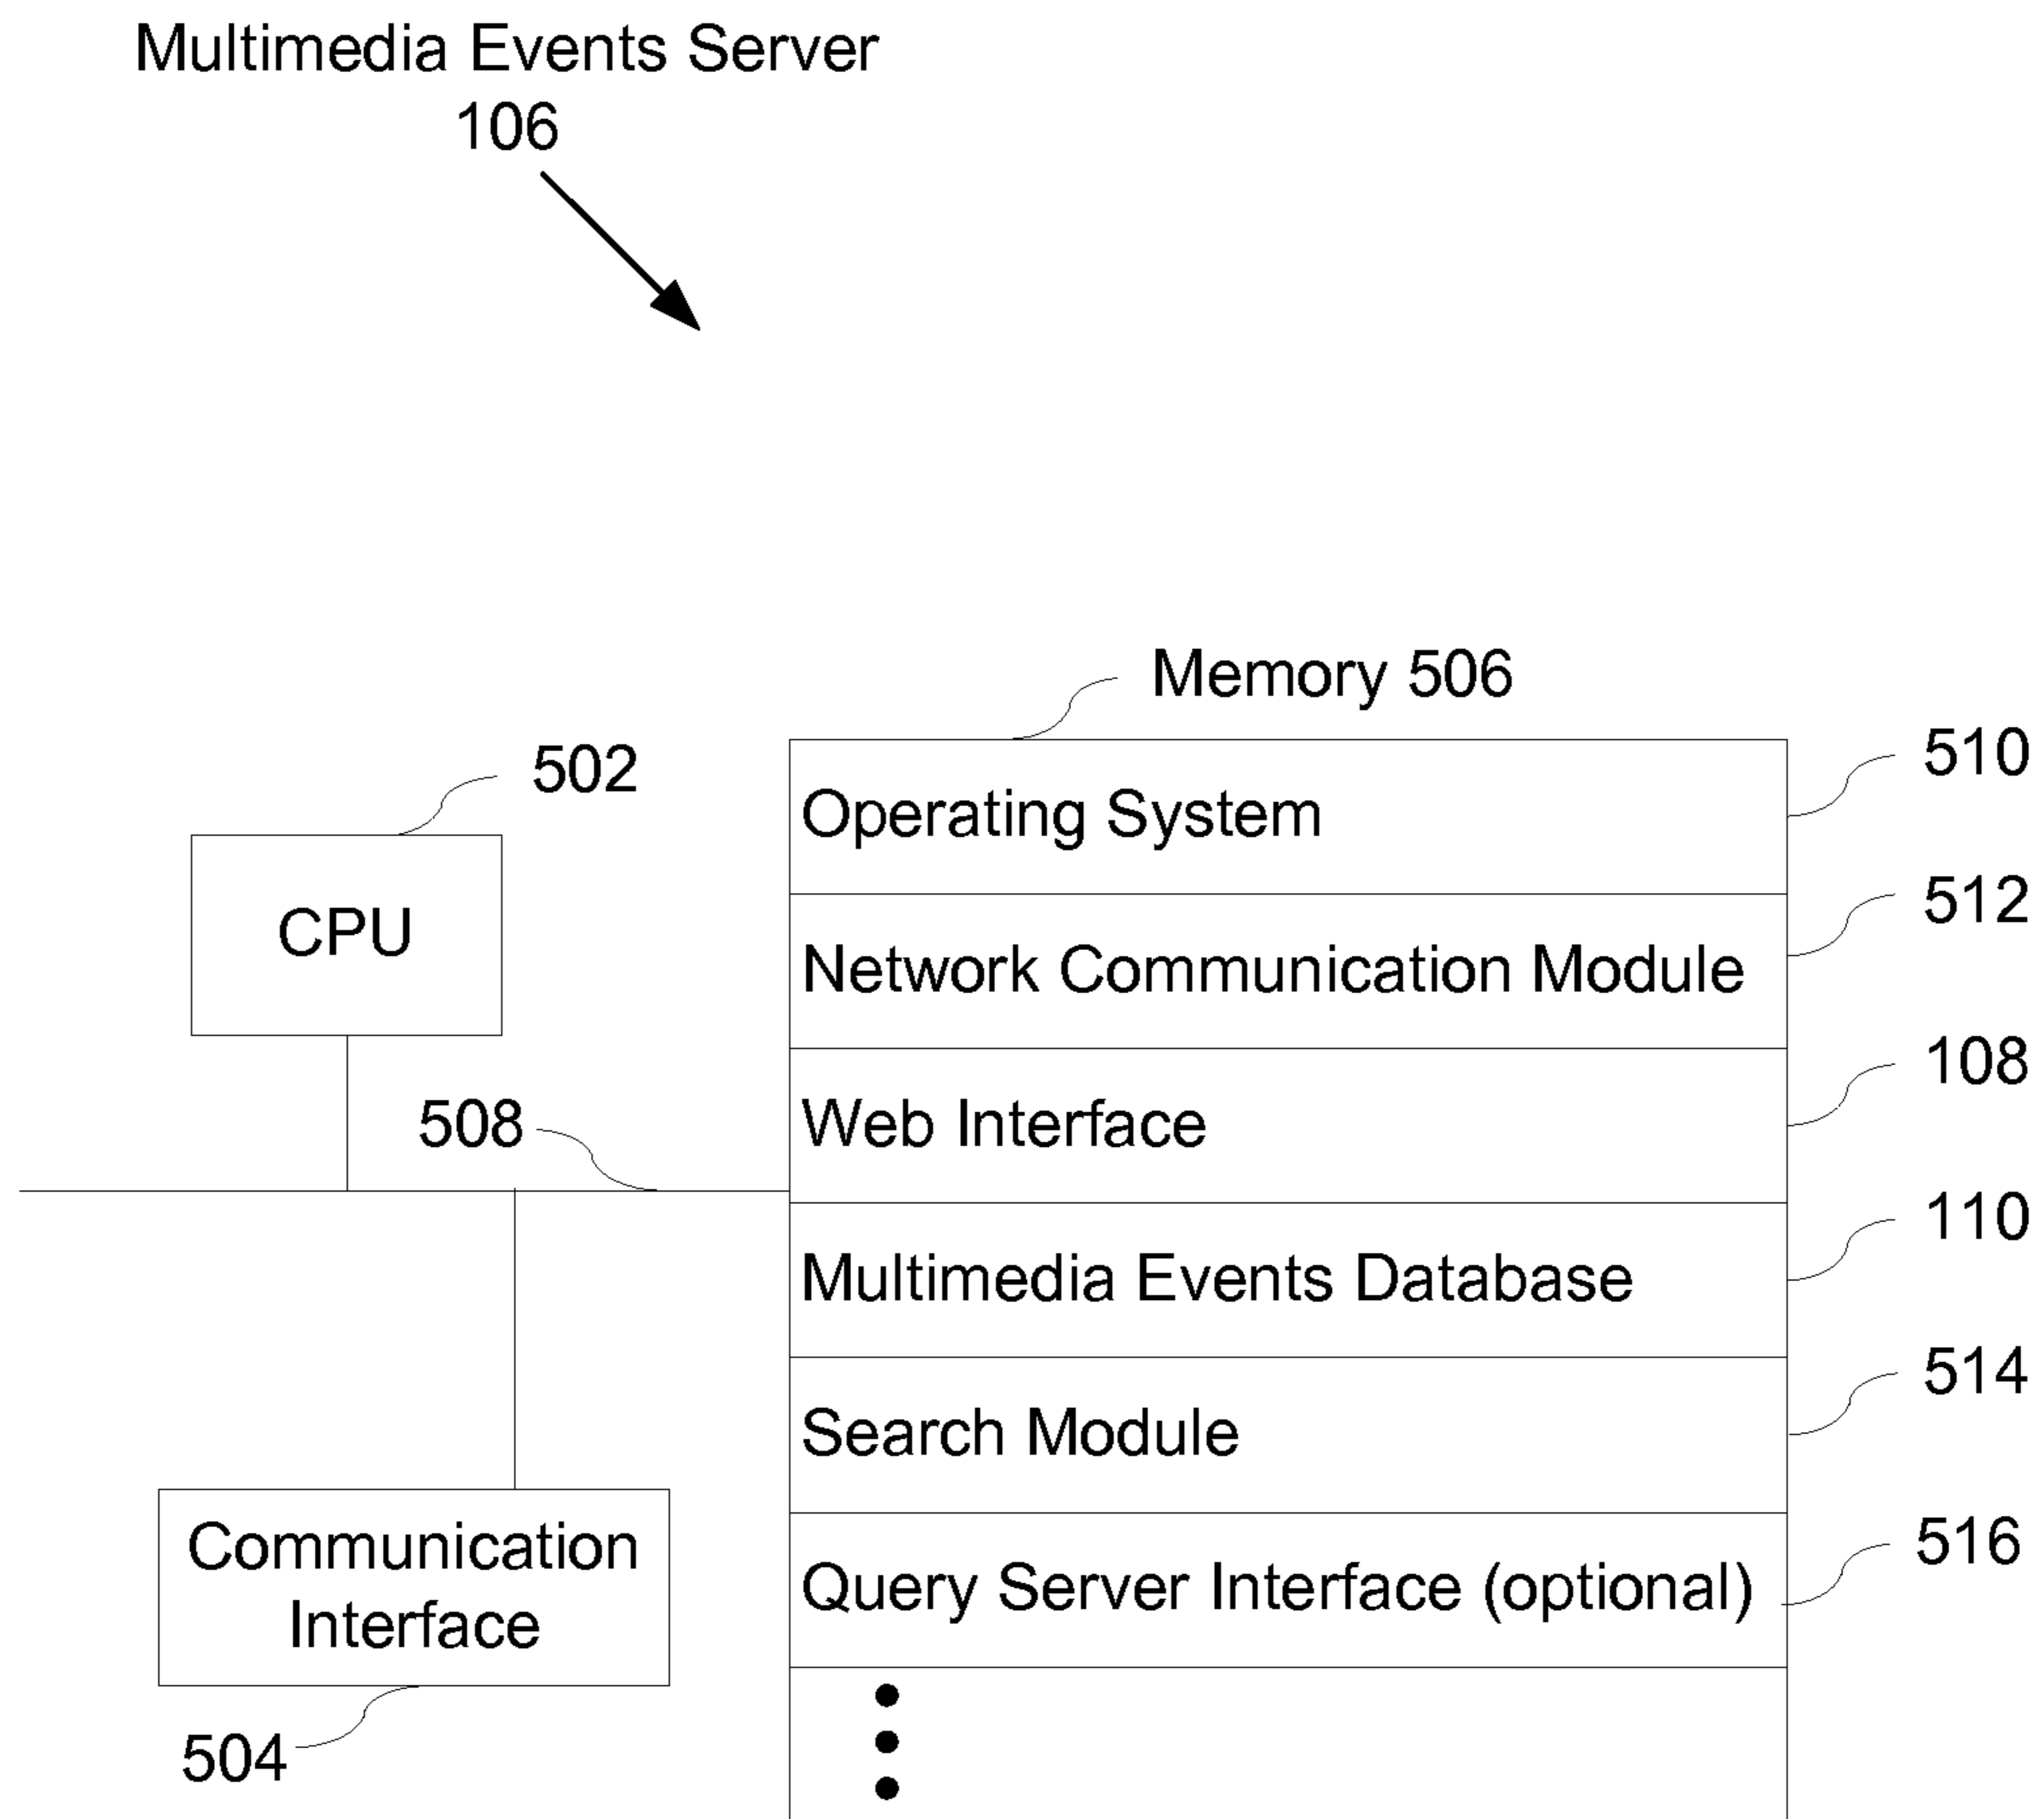 Multimedia Events Server
106
Memory 506
510
502
Operating System
512
CPU
Network Communication Module
108
508
Web Interface
110
Multimedia Events Database
514
Search Module
516
Communication
Interface
Query Server Interface (optional)
504